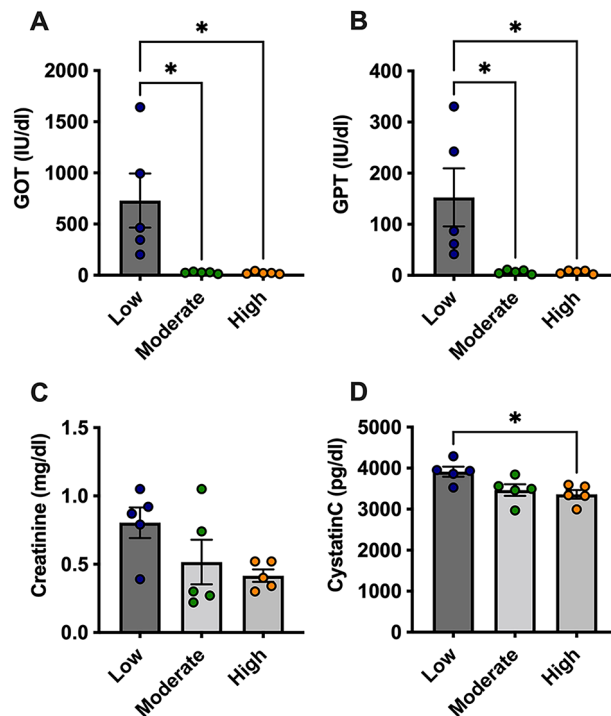 A
B
*
*
*
*
GOT (IU/dl)
2000
1500
1000
500
0
Low
Moderate
High
GPT (IU/dl)
400
300
200
100
0
Low
Moderate
High
C
D
Creatinine (mg/dl)
1.5
1.0
0.5
0.0
Low
Moderate
High
*
CystatinC (pg/dl)
5000
4000
3000
2000
1000
0
Low
Moderate
High